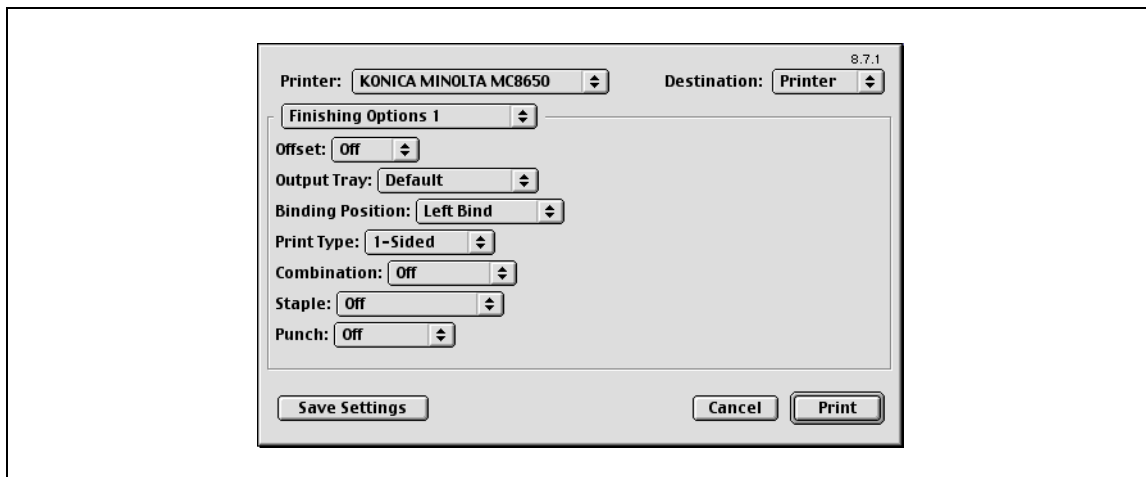 8.7.1
Printer: KONICA MINOLTA MC8650 Destination: Printer
Finishing Options 1
Offset: Off
Output Tray: Default
Binding Position: Left Bind
Print Type: 1-Sided
Combination: Off
Staple: Off
Punch: Off
Save Settings Cancel Print